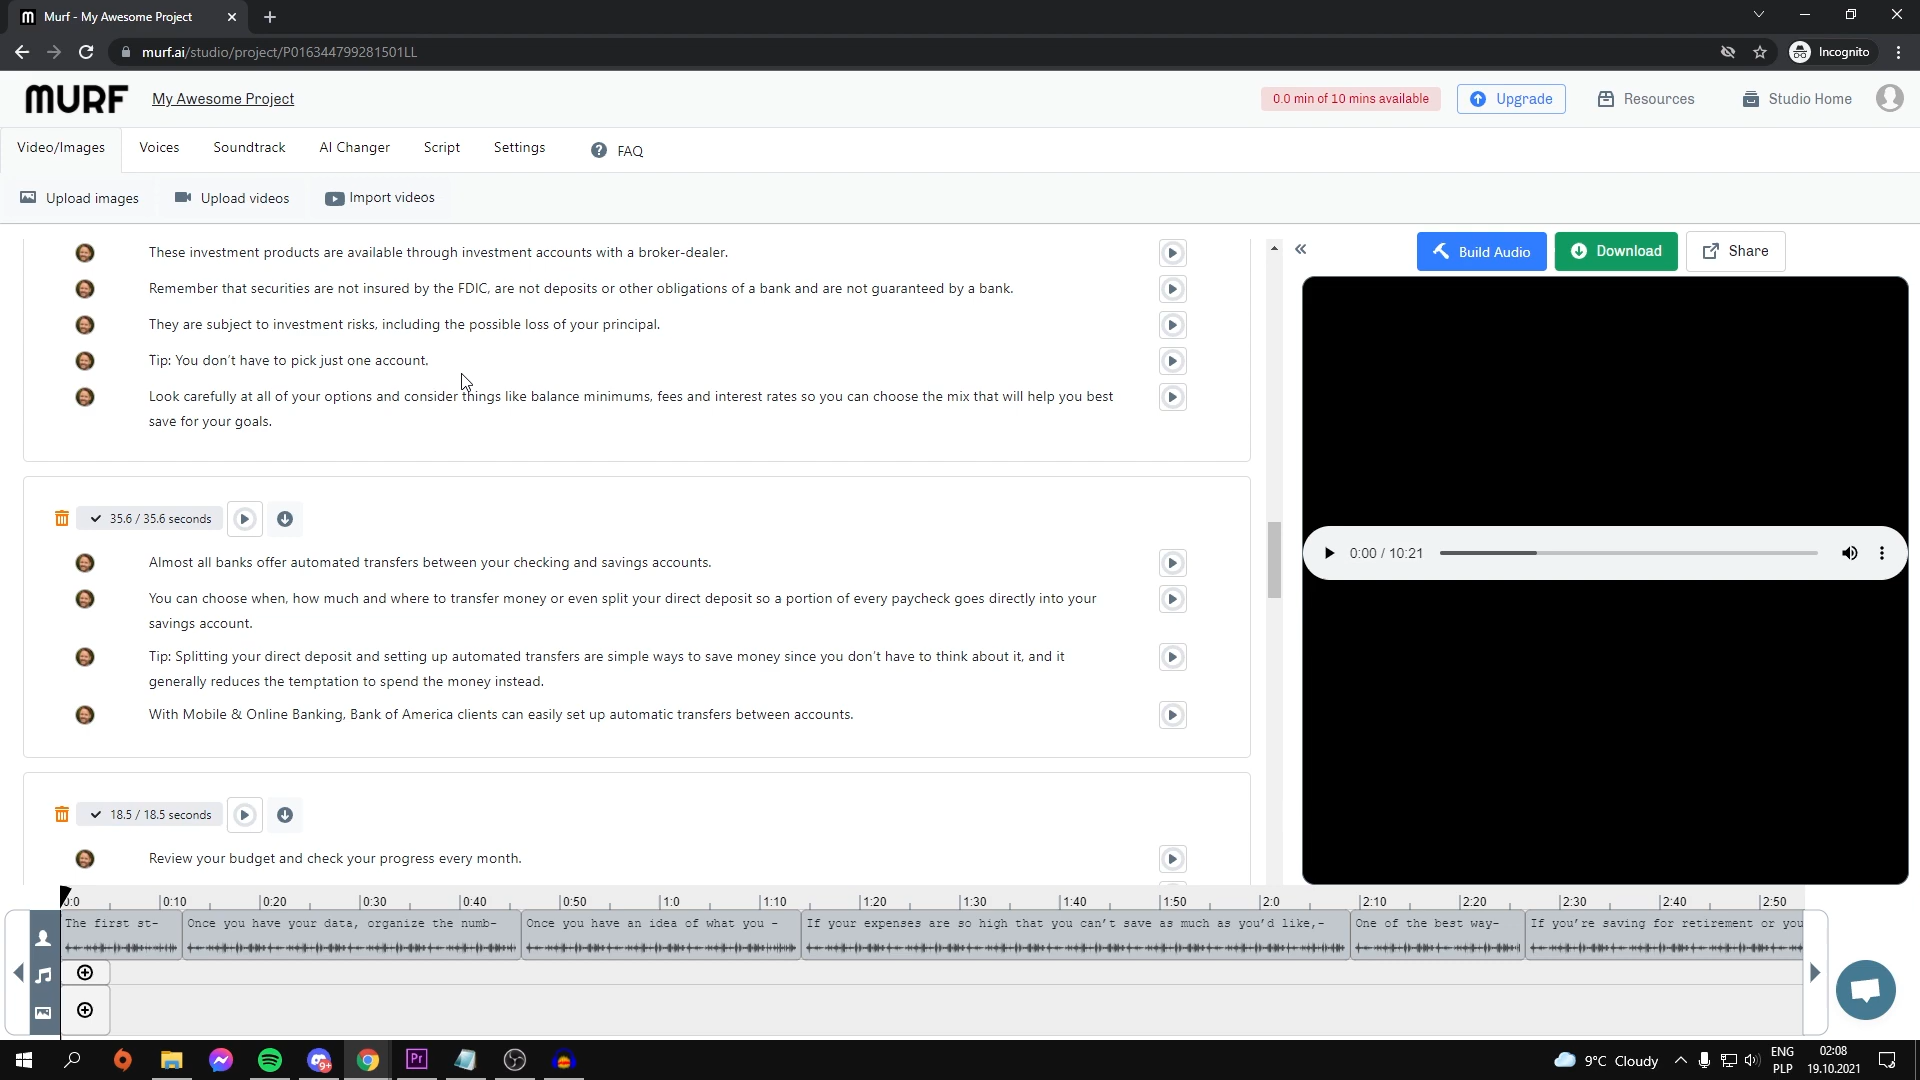 Murf - My Awesome Project
murf.ai/studio/project/P016344799281501LL
Incognito
MURF
My Awesome Project
0.0 min of 10 mins available
Upgrade
Resources
Studio Home
Video/Images
Voices
Soundtrack
AI Changer
Script
Settings
FAQ
Upload images
Upload videos
Import videos
These investment products are available through investment accounts with a broker-dealer.
Remember that securities are not insured by the FDIC, are not deposits or other obligations of a bank and are not guaranteed by a bank.
They are subject to investment risks, including the possible loss of your principal.
Tip: You don't have to pick just one account.
Look carefully at all of your options and consider things like balance minimums, fees and interest rates so you can choose the mix that will help you best
save for your goals.
Build Audio
Download
Share
0:00 / 10:21
35.6 / 35.6 seconds
Almost all banks offer automated transfers between your checking and savings accounts.
You can choose when, how much and where to transfer money or even split your direct deposit so a portion of every paycheck goes directly into your
savings account.
Tip: Splitting your direct deposit and setting up automated transfers are simple ways to save money since you don't have to think about it, and it
generally reduces the temptation to spend the money instead.
With Mobile & Online Banking, Bank of America clients can easily set up automatic transfers between accounts.
18.5 / 18.5 seconds
Review your budget and check your progress every month.
0:0 0:10 0:20 0:30 0:40 0:50 1:0 1:10 1:20 1:30 1:40 1:50 2:0 2:10 2:20 2:30 2:40 2:50
The first st-
Once you have your data, organize the numb-
Once you have an idea of what you -
If your expenses are so high that you can't save as much as you'd like,-
One of the best way-
If you're saving for retirement or you
9+
Pr
9°C Cloudy
ENG
PLP
02:08
19.10.2021